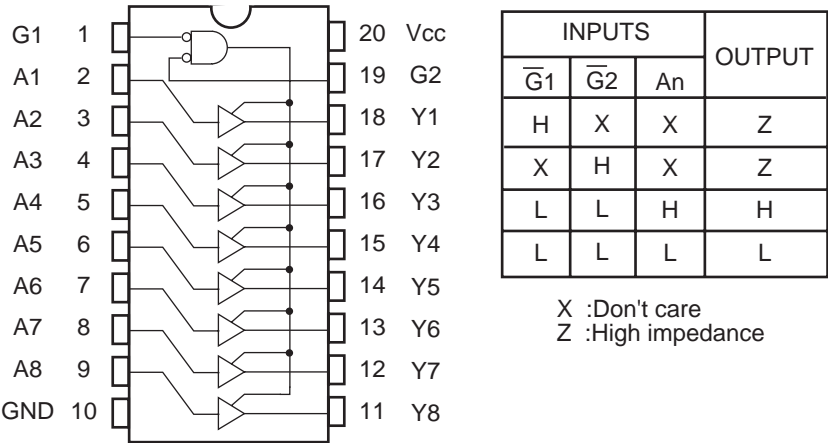 G1 1 20 Vcc
A1 2 19 G2
A2 3 18 Y1
A3 4 17 Y2
A4 5 16 Y3
A5 6 15 Y4
A6 7 14 Y5
A7 8 13 Y6
A8 9 12 Y7
GND 10 11 Y8
INPUTS OUTPUT
G̅1 G̅2 An
H X X Z
X H X Z
L L H H
L L L L
X :Don't care
Z :High impedance